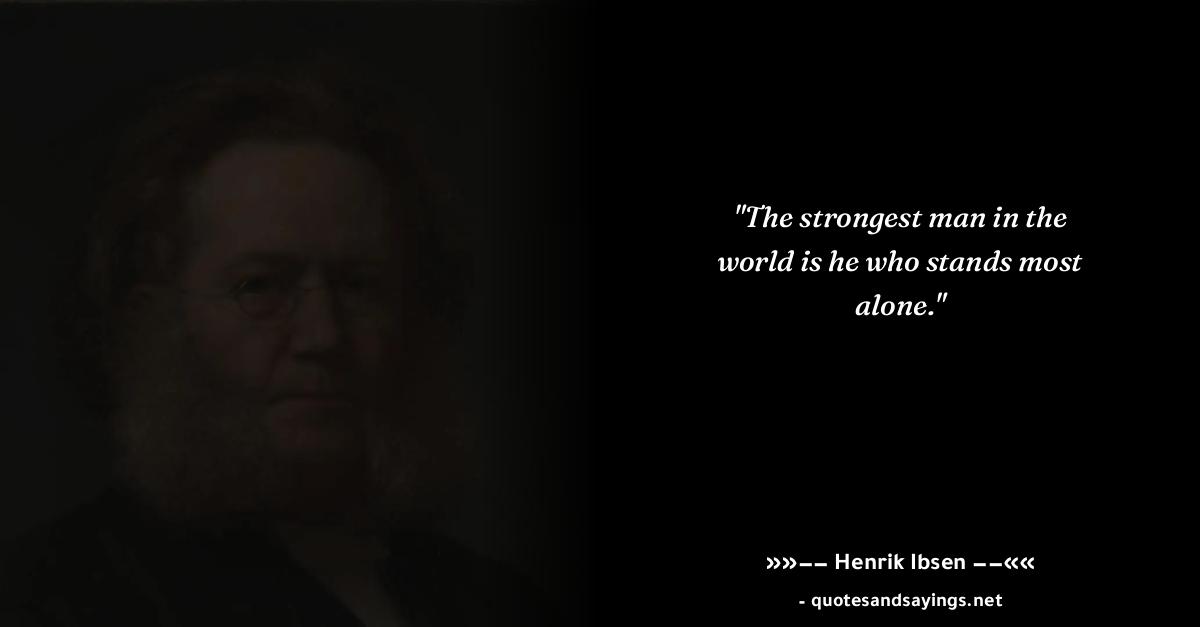 "The strongest man in the
world is he who stands most
alone."
»»–– Henrik Ibsen ––««
- quotesandsayings.net